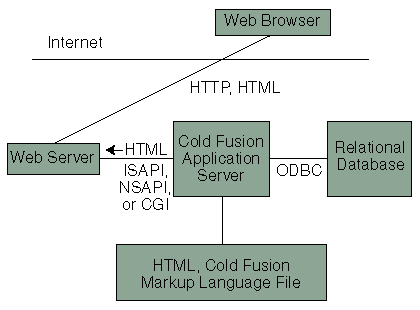 Web Browser
Internet
HTTP, HTML
Web Server
HTML
ISAPI,
NSAPI,
or CGI
Cold Fusion
Application
Server
ODBC
Relational
Database
HTML, Cold Fusion
Markup Language File